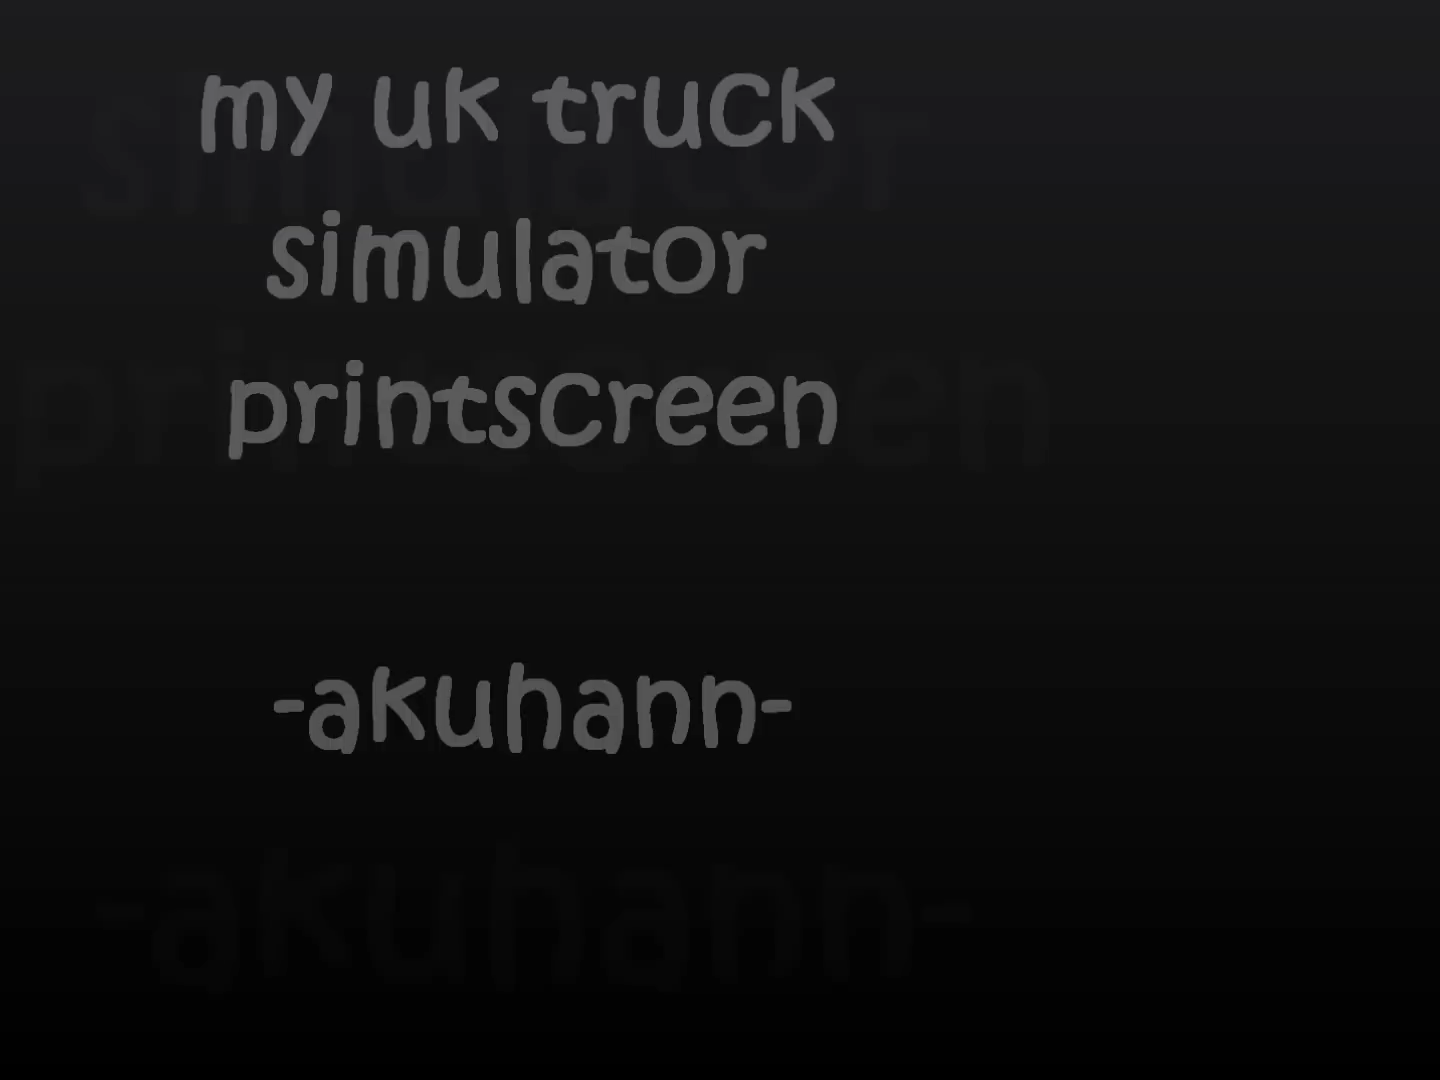 my uk truck
simulator
printscreen
-akuhann-